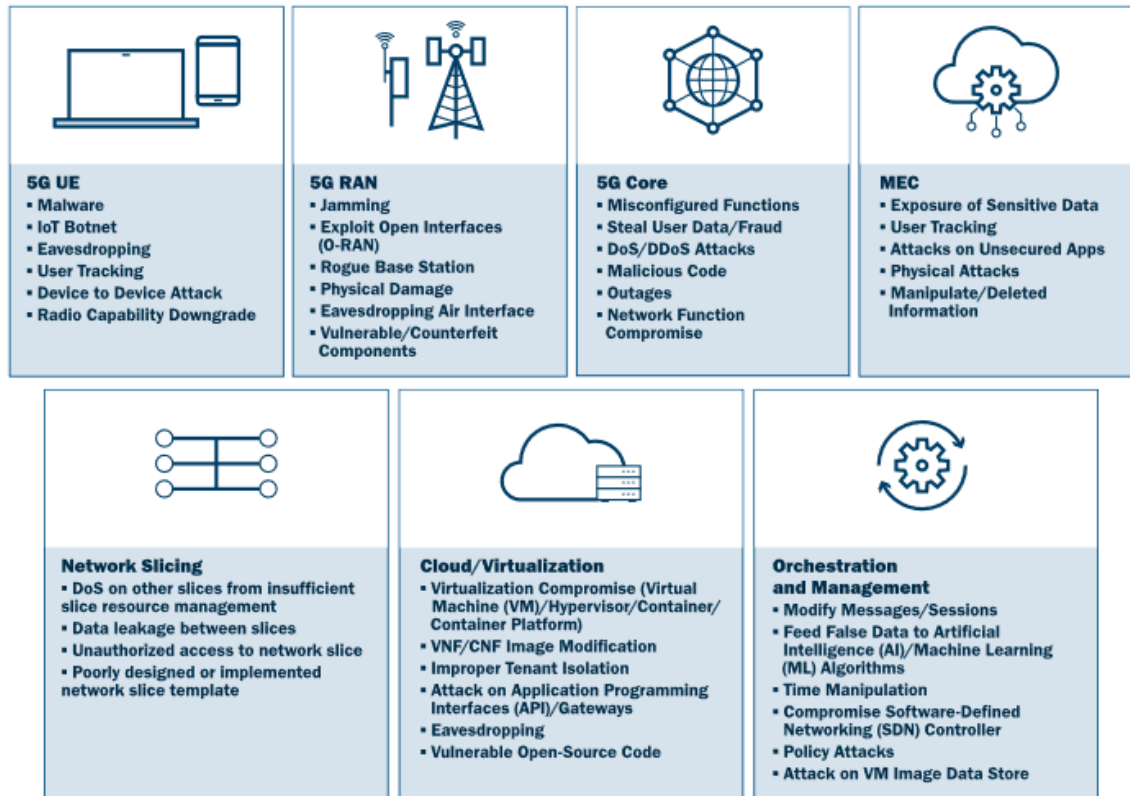 5G UE
▪ Malware
▪ IoT Botnet
▪ Eavesdropping
▪ User Tracking
▪ Device to Device Attack
▪ Radio Capability Downgrade
5G RAN
▪ Jamming
▪ Exploit Open Interfaces
(O-RAN)
▪ Rogue Base Station
▪ Physical Damage
▪ Eavesdropping Air Interface
▪ Vulnerable/Counterfeit
Components
5G Core
▪ Misconfigured Functions
▪ Steal User Data/Fraud
▪ DoS/DDoS Attacks
▪ Malicious Code
▪ Outages
▪ Network Function
Compromise
MEC
▪ Exposure of Sensitive Data
▪ User Tracking
▪ Attacks on Unsecured Apps
▪ Physical Attacks
▪ Manipulate/Deleted
Information
Network Slicing
▪ DoS on other slices from insufficient
slice resource management
▪ Data leakage between slices
▪ Unauthorized access to network slice
▪ Poorly designed or implemented
network slice template
Cloud/Virtualization
▪ Virtualization Compromise (Virtual
Machine (VM)/Hypervisor/Container/
Container Platform)
▪ VNF/CNF Image Modification
▪ Improper Tenant Isolation
▪ Attack on Application Programming
Interfaces (API)/Gateways
▪ Eavesdropping
▪ Vulnerable Open-Source Code
Orchestration
and Management
▪ Modify Messages/Sessions
▪ Feed False Data to Artificial
Intelligence (AI)/Machine Learning
(ML) Algorithms
▪ Time Manipulation
▪ Compromise Software-Defined
Networking (SDN) Controller
▪ Policy Attacks
▪ Attack on VM Image Data Store